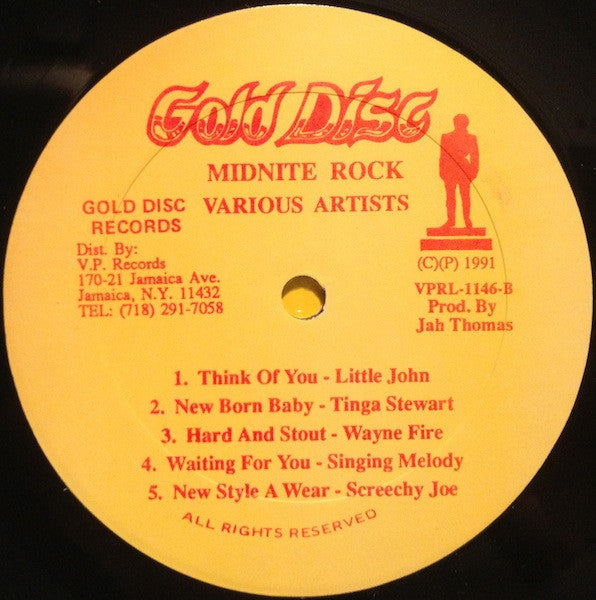 Gold Disc
MIDNITE ROCK
VARIOUS ARTISTS
GOLD DISC
RECORDS
Dist. By:
V.P. Records
170-21 Jamaica Ave.
Jamaica, N.Y. 11432
TEL: (718) 291-7058
(C)(P) 1991
VPRL-1146-B
Prod. By
Jah Thomas
1. Think Of You - Little John
2. New Born Baby - Tinga Stewart
3. Hard And Stout - Wayne Fire
4. Waiting For You - Singing Melody
5. New Style A Wear - Screechy Joe
ALL RIGHTS RESERVED